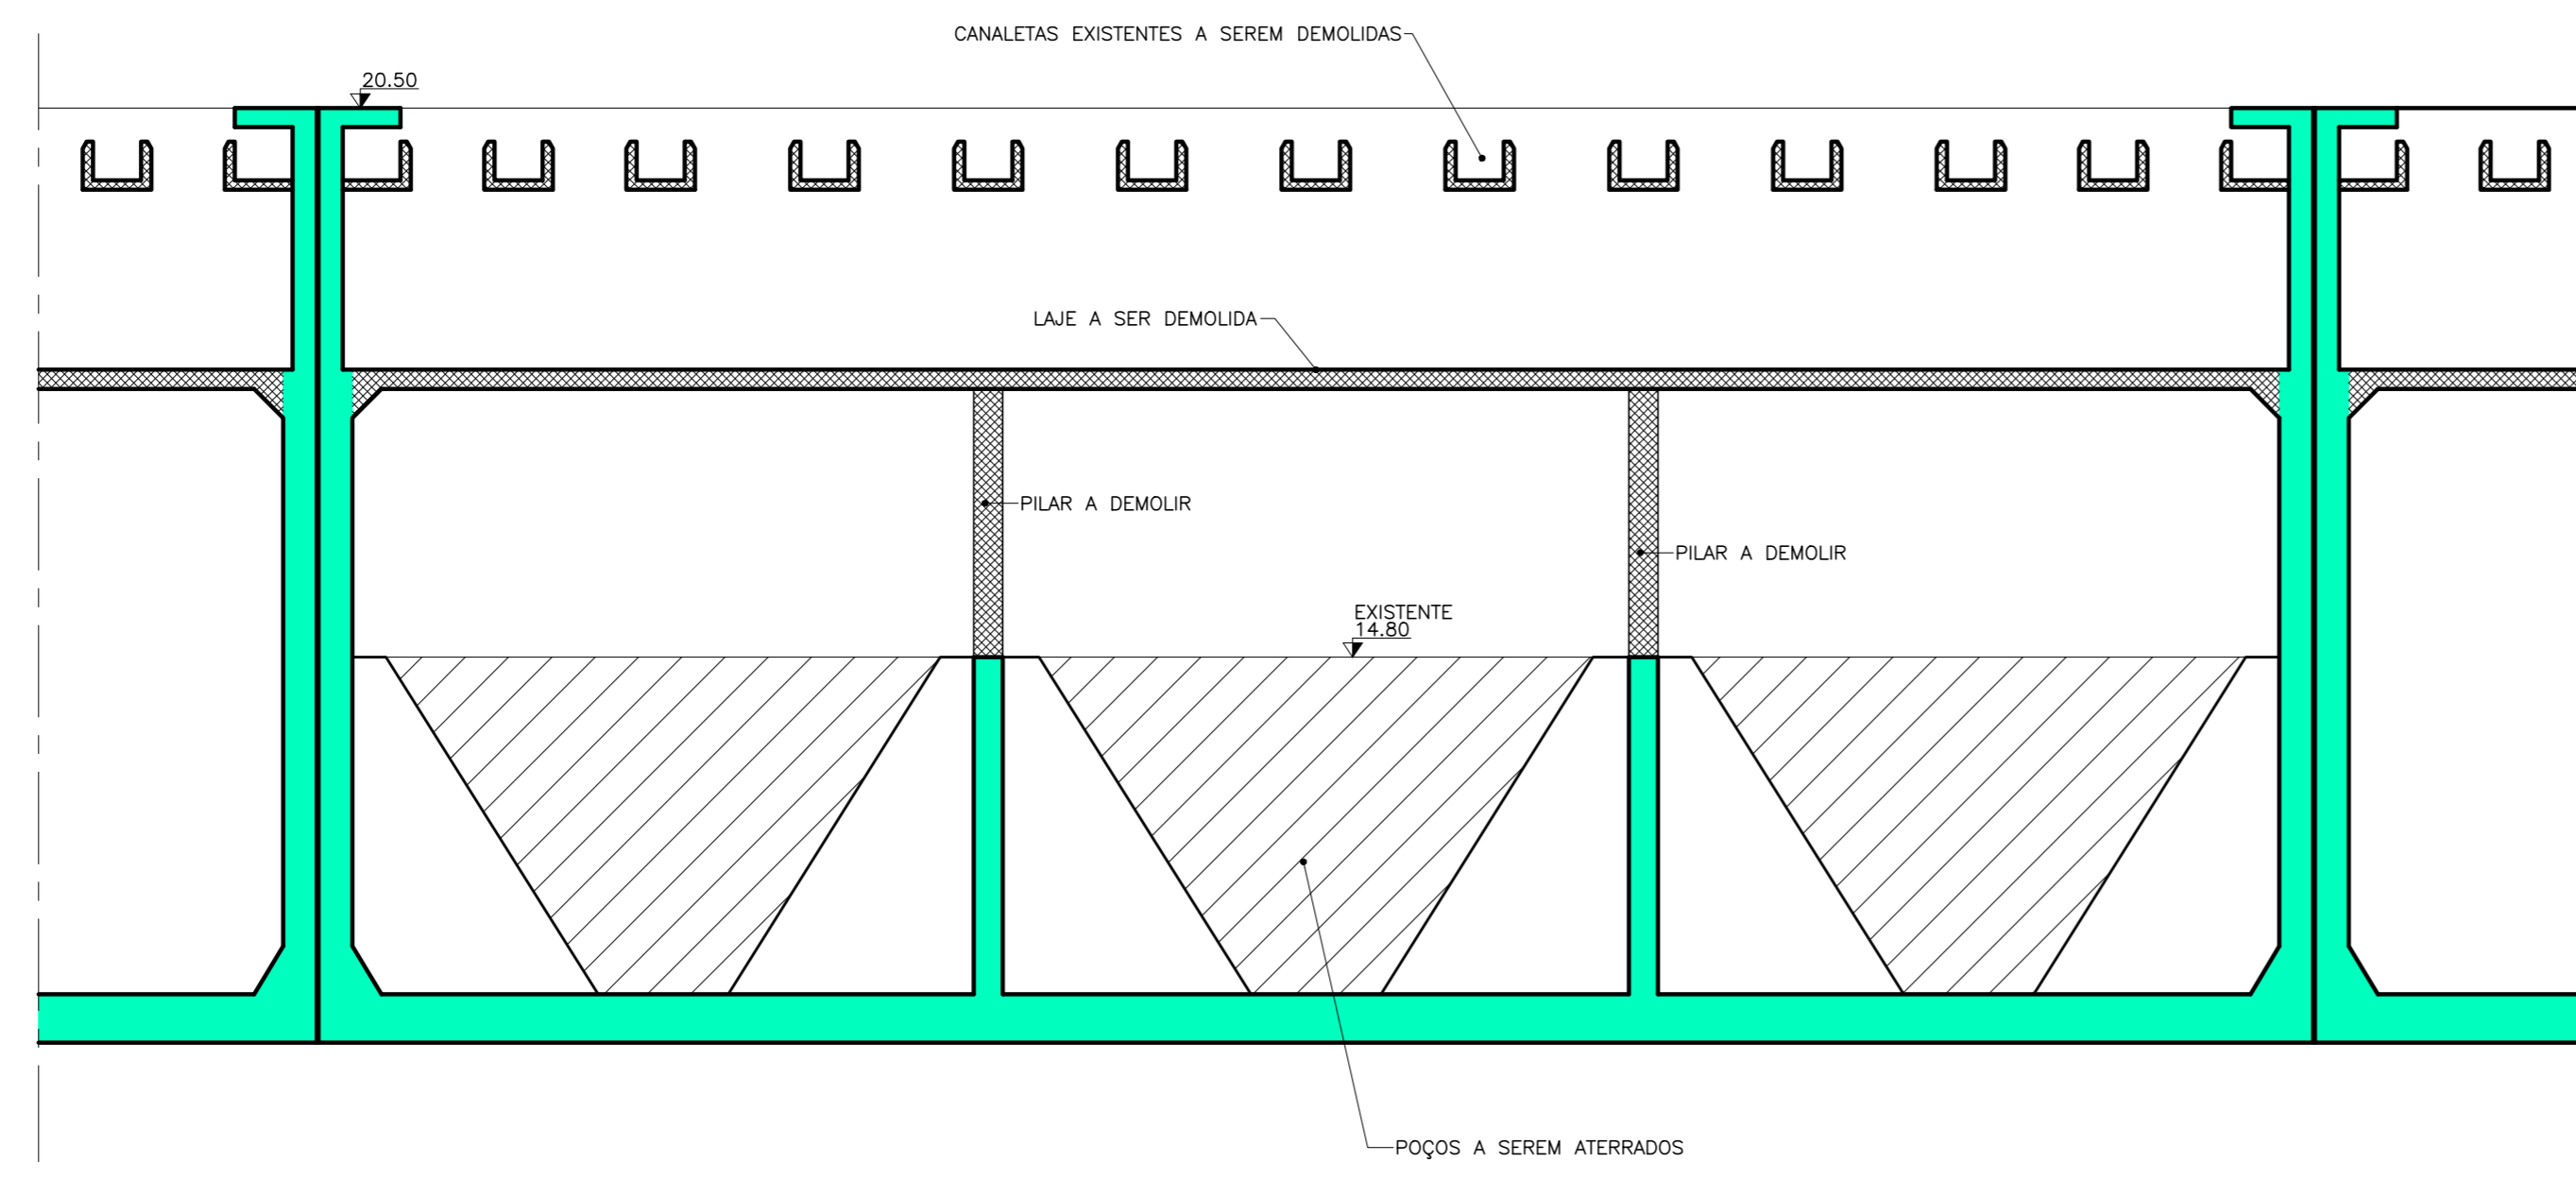 CANALETAS EXISTENTES A SEREM DEMOLIDAS
20.50
LAJE A SER DEMOLIDA
PILAR A DEMOLIR
PILAR A DEMOLIR
EXISTENTE
14.80
POÇOS A SEREM ATERRADOS